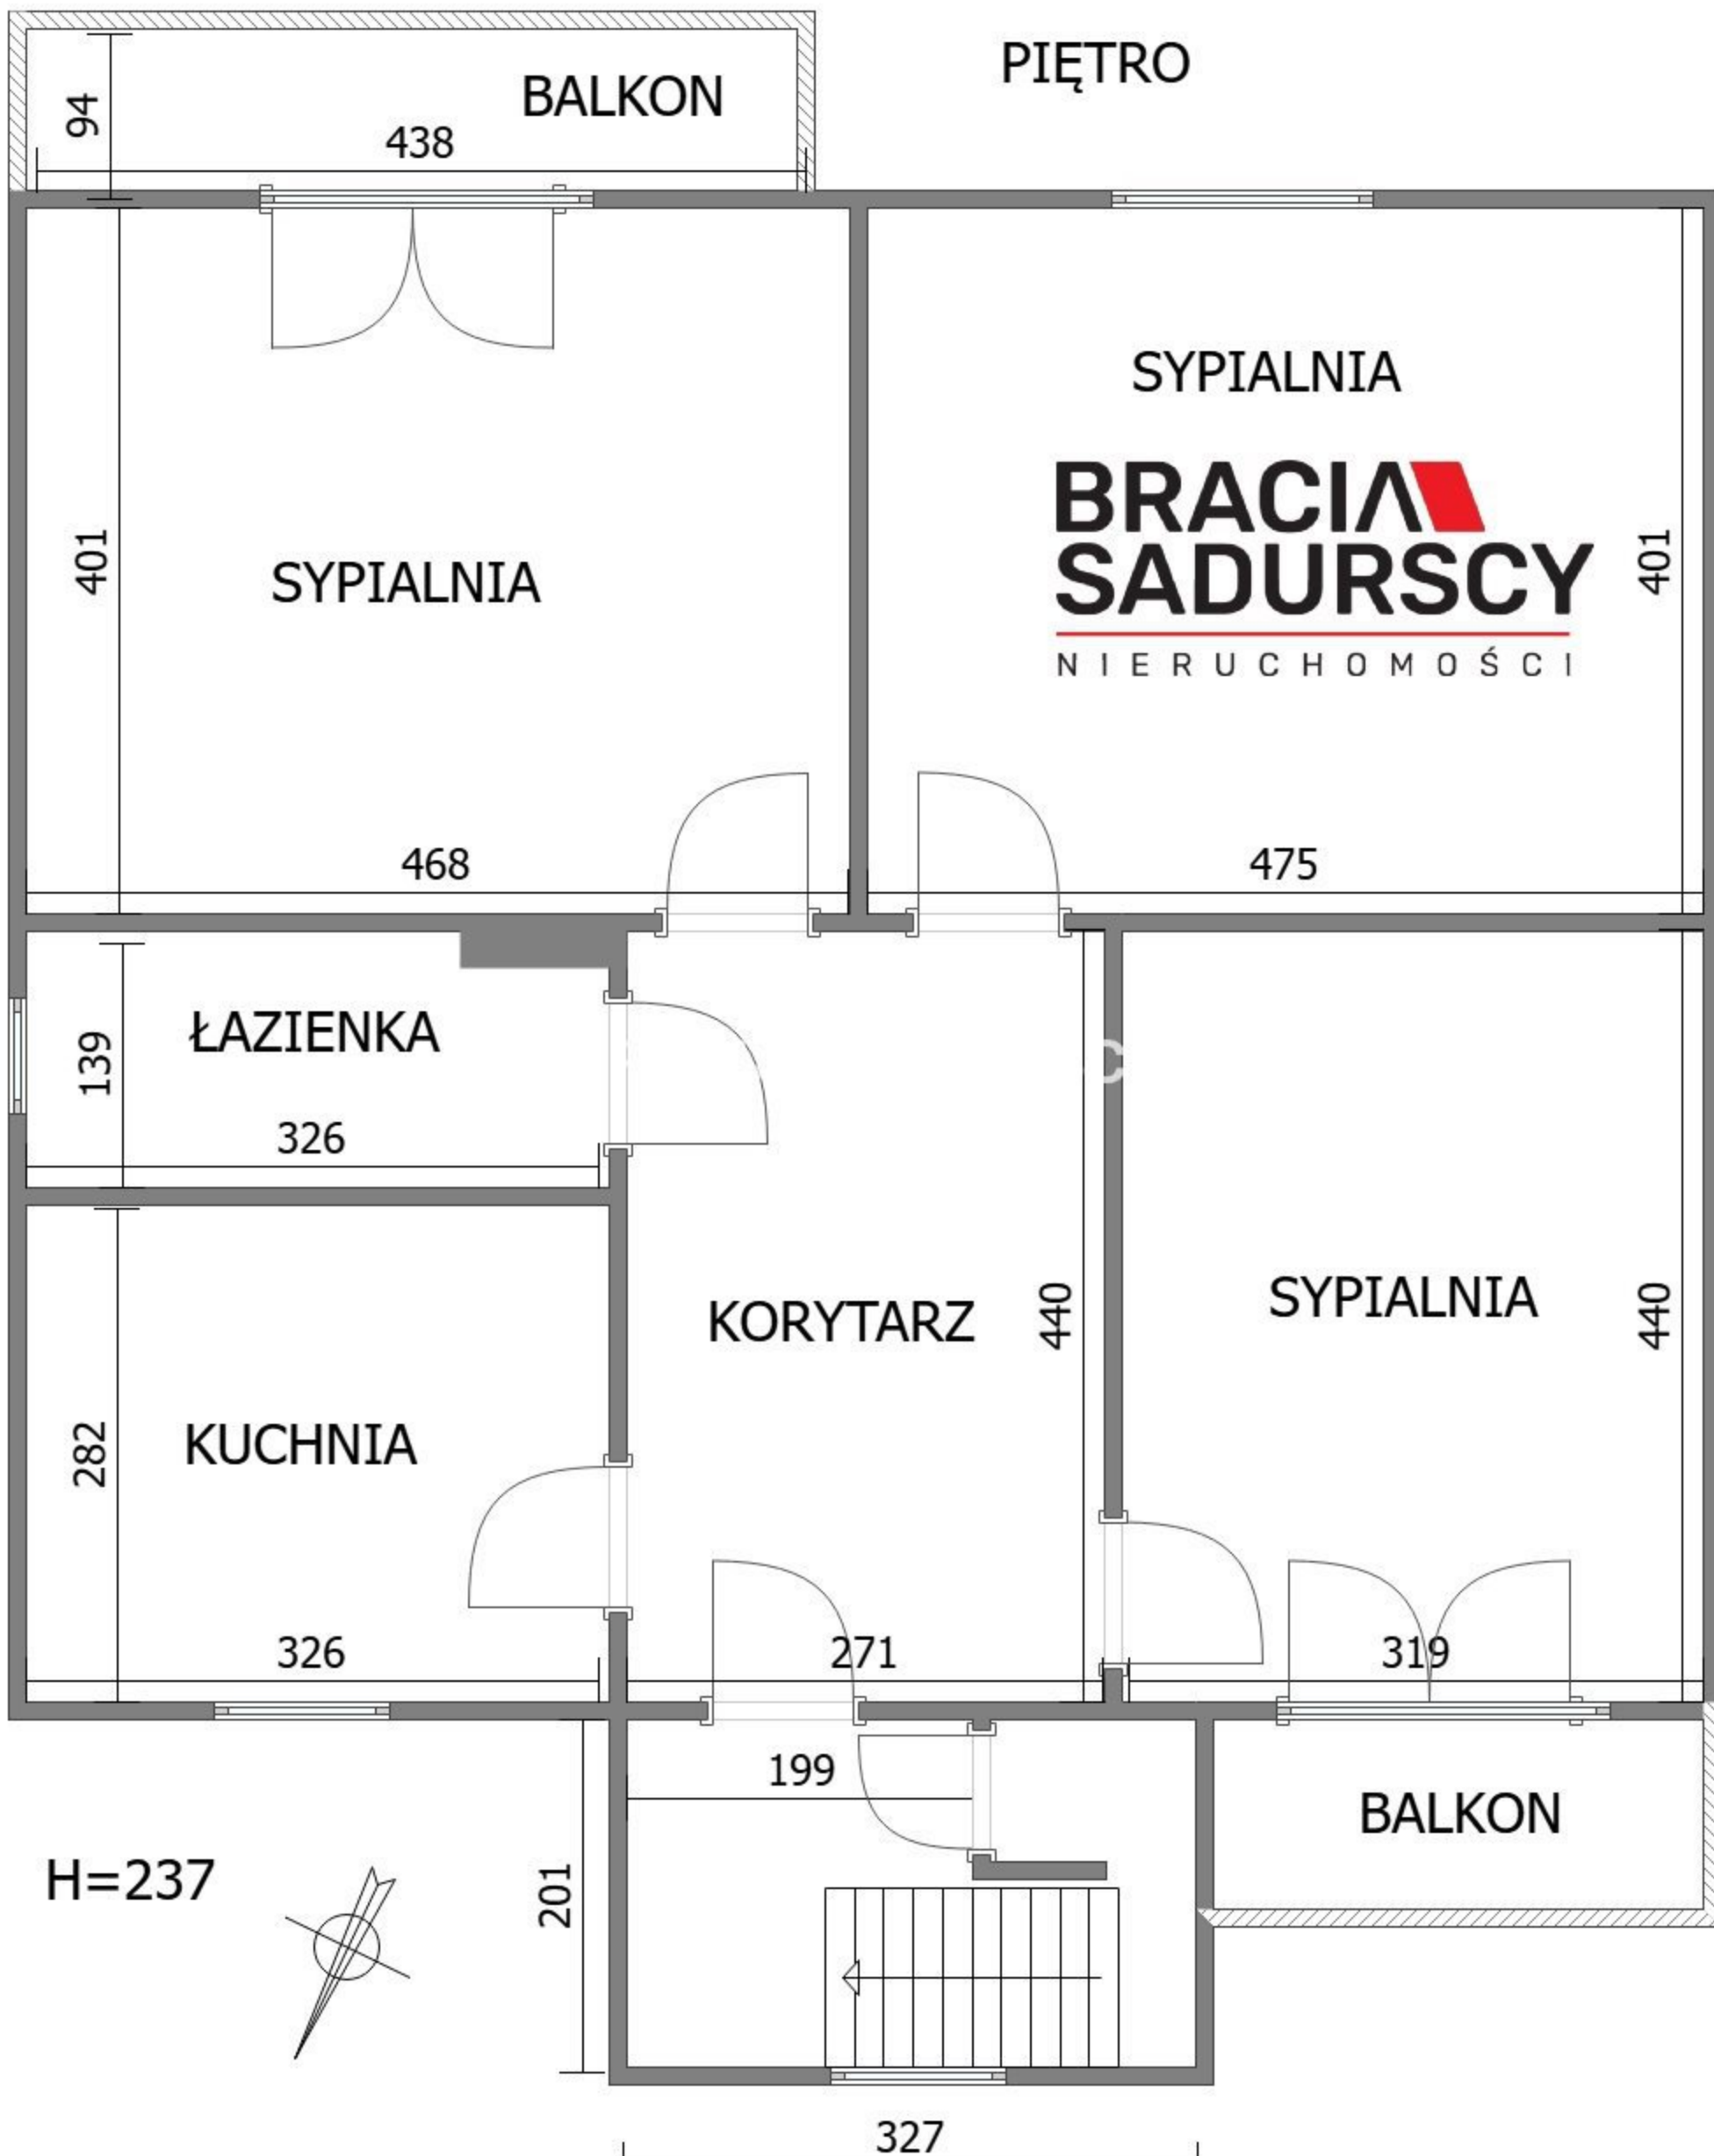 PIĘTRO
BALKON
94
438
SYPIALNIA
BRACIA
SADURSCY
NIERUCHOMOŚCI
401
401
SYPIALNIA
468
475
ŁAZIENKA
139
326
C
KORYTARZ
440
SYPIALNIA
440
KUCHNIA
282
326
271
319
199
BALKON
H=237
201
327